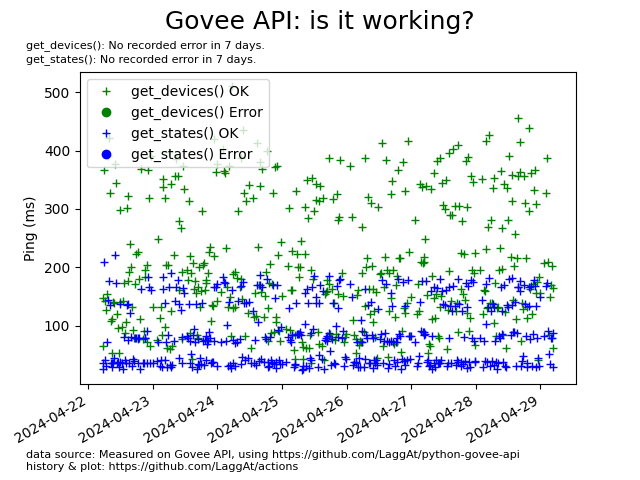 Govee API: is it working?
get_devices(): No recorded error in 7 days.
get_states(): No recorded error in 7 days.
get_devices() OK
get_devices() Error
get_states() OK
get_states() Error
Ping (ms)
500
400
300
200
100
2024-04-22
2024-04-23
2024-04-24
2024-04-25
2024-04-26
2024-04-27
2024-04-28
2024-04-29
data source: Measured on Govee API, using https://github.com/LaggAt/python-govee-api
history & plot: https://github.com/LaggAt/actions